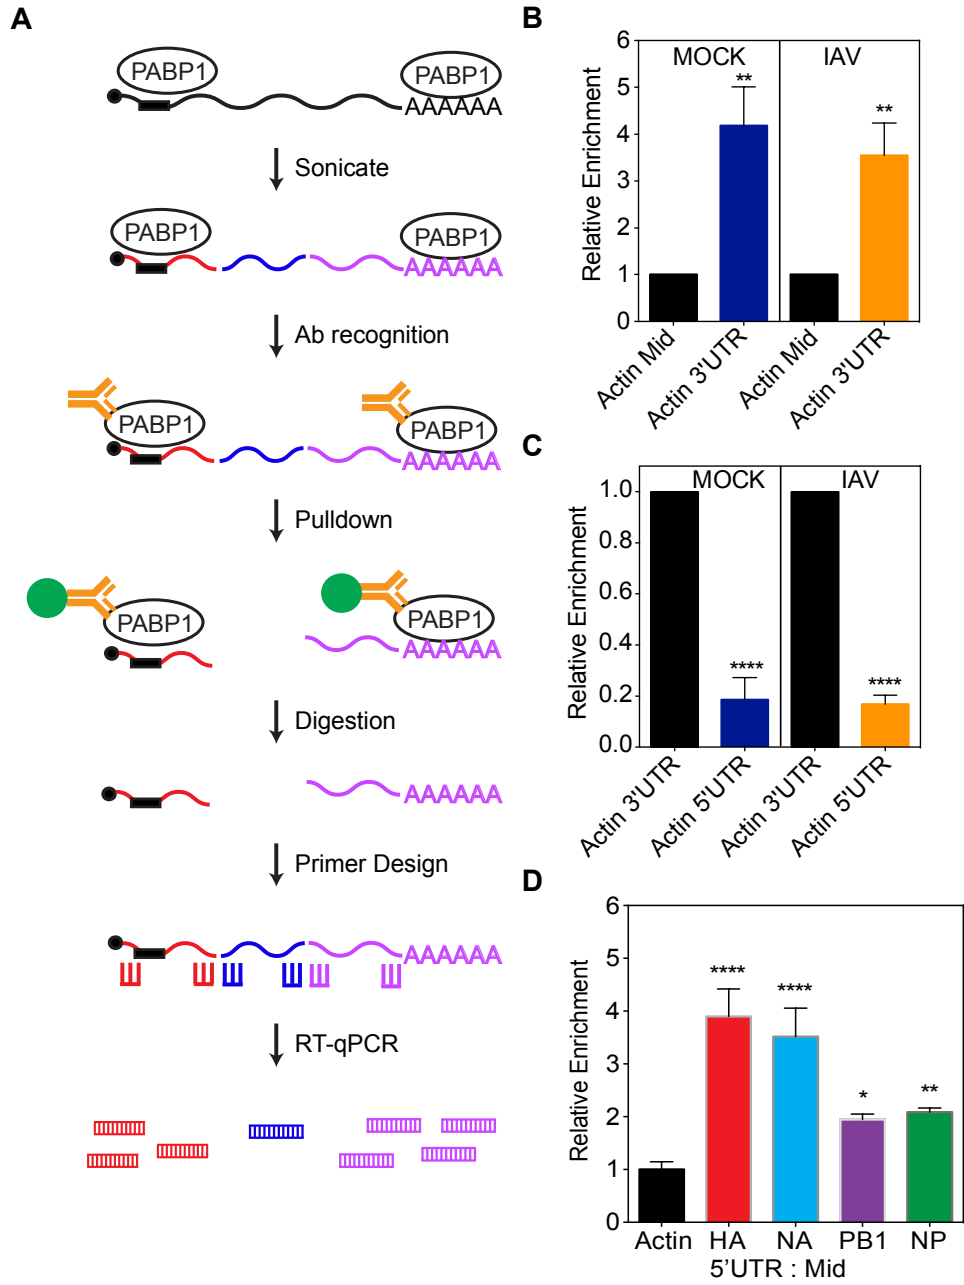 A
PABP1
PABP1
AAAAAA
Sonicate
PABP1
PABP1
AAAAAA
Ab recognition
PABP1
PABP1
AAAAAA
Pulldown
PABP1
PABP1
AAAAAA
Digestion
AAAAAA
Primer Design
AAAAAA
RT-qPCR
B
Relative Enrichment
6
5
4
3
2
1
0
MOCK
IAV
**
**
Actin Mid
Actin 3'UTR
Actin Mid
Actin 3'UTR
C
Relative Enrichment
1.0
0.8
0.6
0.4
0.2
0.0
MOCK
IAV
****
****
Actin 3'UTR
Actin 5'UTR
Actin 3'UTR
Actin 5'UTR
D
Relative Enrichment
6
5
4
3
2
1
0
****
****
*
**
Actin HA NA PB1 NP
5'UTR : Mid